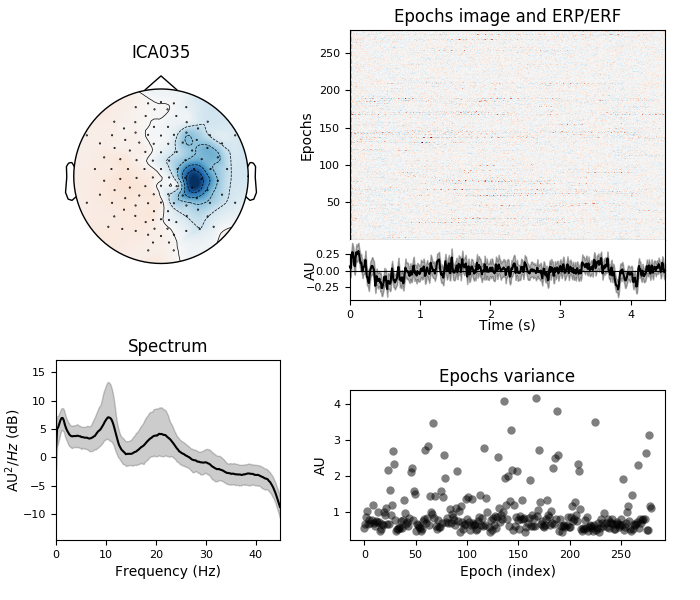 ICA035
Epochs image and ERP/ERF
Epochs
250
200
150
100
50
AU
0.25
0.00
−0.25
0 1 2 3 4
Time (s)
Spectrum
AU²/Hz (dB)
15
10
5
0
−5
−10
0 10 20 30 40
Frequency (Hz)
Epochs variance
AU
4
3
2
1
0 50 100 150 200 250
Epoch (index)